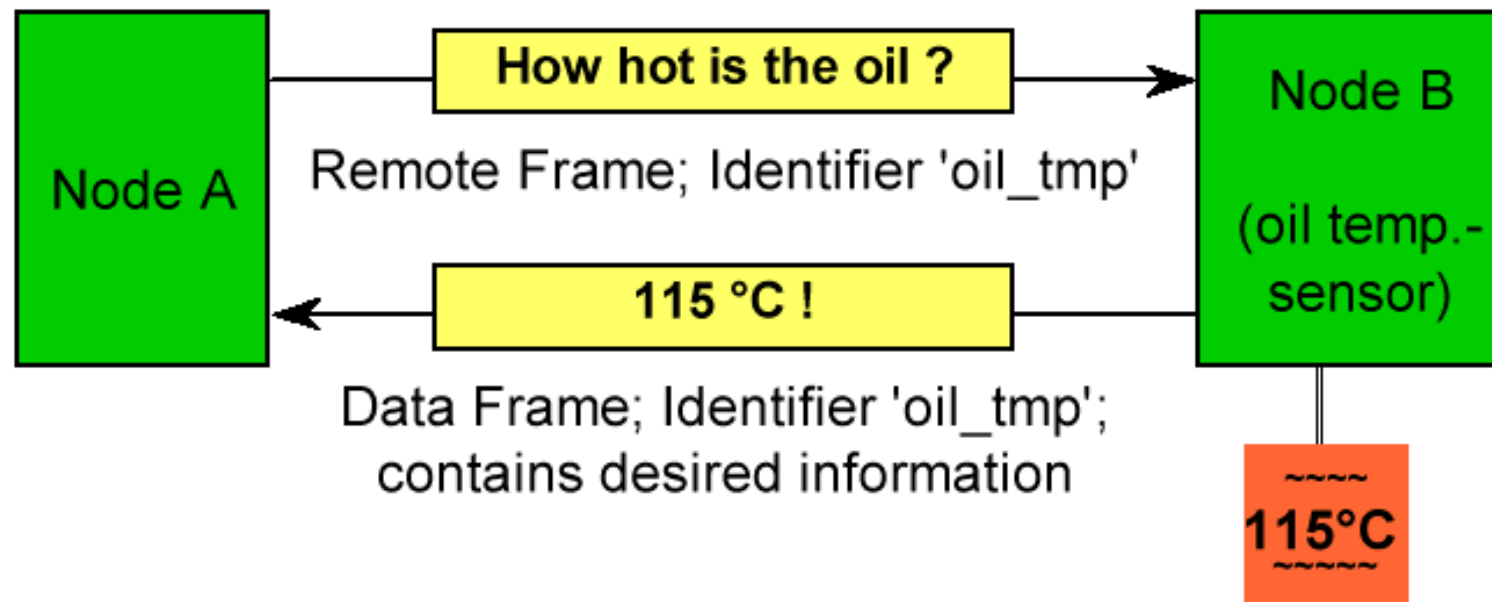 Node A
How hot is the oil ?
Remote Frame; Identifier 'oil_tmp'
115 °C !
Data Frame; Identifier 'oil_tmp';
contains desired information
Node B
(oil temp.-
sensor)
~~~~
115°C
~~~~~